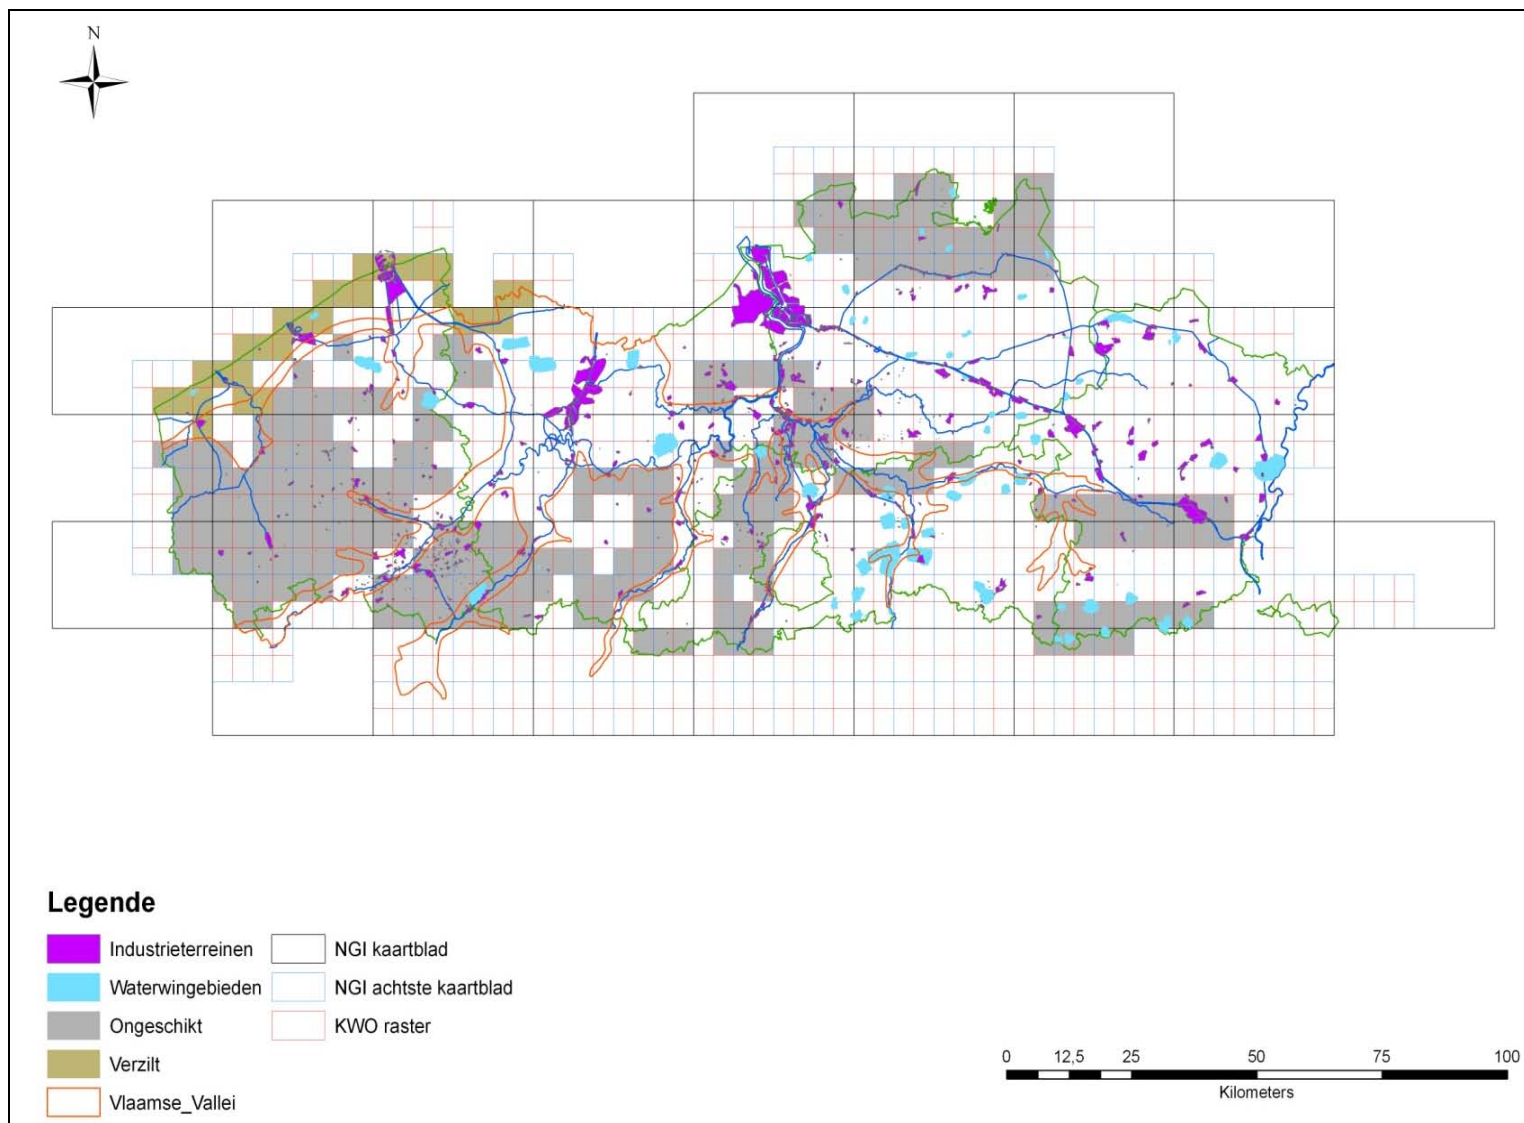 N
Legende
Industrieterreinen
Waterwingebieden
Ongeschikt
Verzilt
Vlaamse_Vallei
NGI kaartblad
NGI achtste kaartblad
KWO raster
0 12,5 25 50 75 100
Kilometers